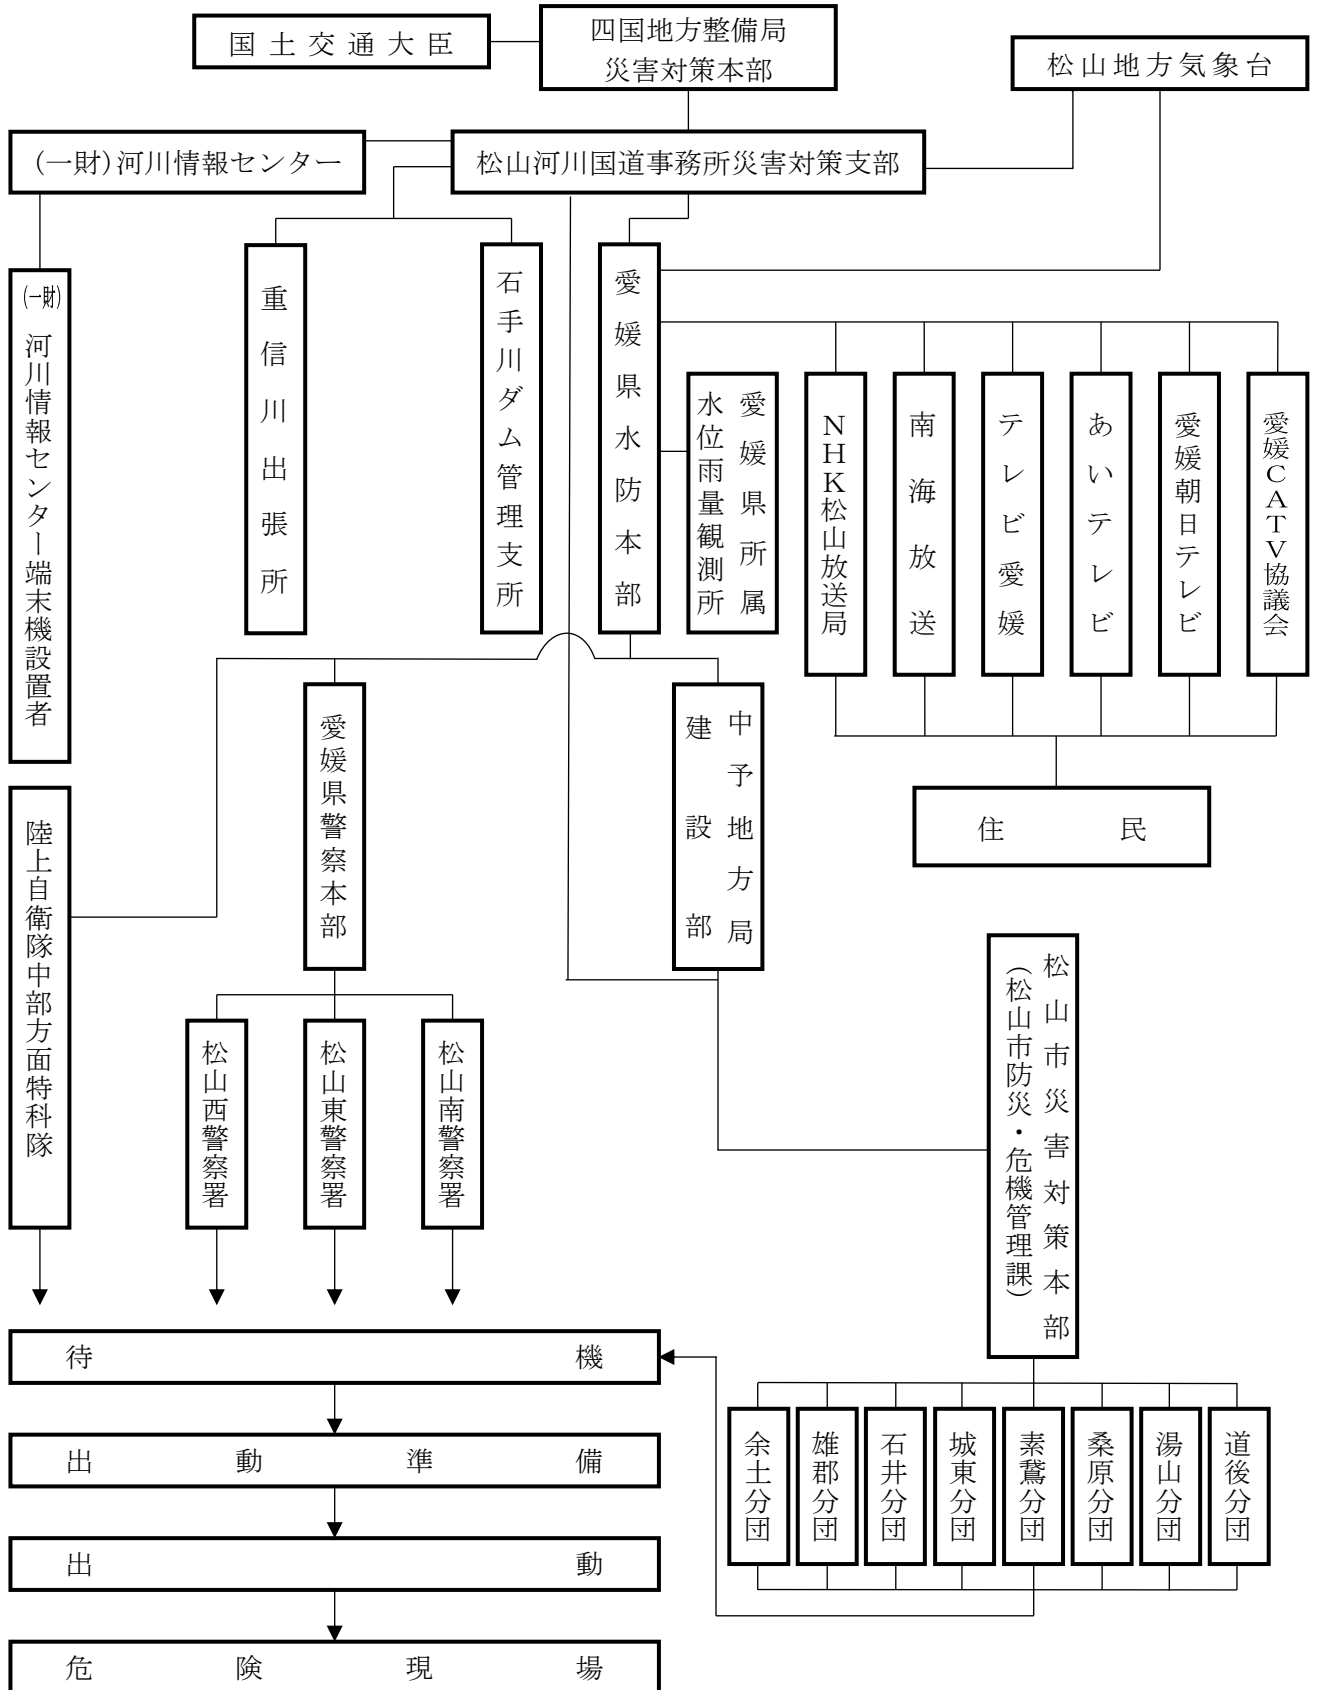 国土交通大臣
四国地方整備局
災害対策本部
松山地方気象台
(一財)河川情報センター
松山河川国道事務所災害対策支部
(一財)河川情報センター端末機設置者
重信川出張所
石手川ダム管理支所
愛媛県水防本部
愛媛県所属
水位雨量観測所
NHK松山放送局
南海放送
テレビ愛媛
あいテレビ
愛媛朝日テレビ
愛媛CATV協議会
住民
陸上自衛隊中部方面特科隊
愛媛県警察本部
中予地方局
建設部
松山西警察署
松山東警察署
松山南警察署
松山市災害対策本部
(松山市防災・危機管理課)
待機
出動準備
出動
危険現場
余土分団
雄郡分団
石井分団
城東分団
素鵞分団
桑原分団
湯山分団
道後分団